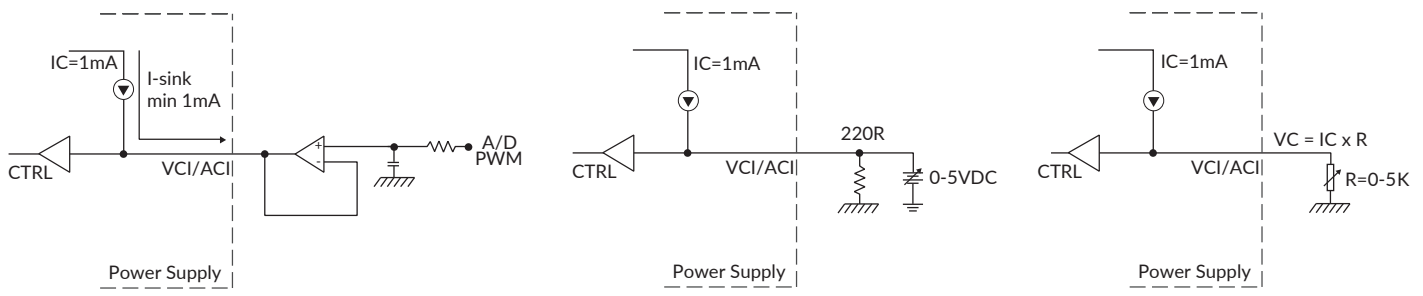 IC=1mA
I-sink
min 1mA
+
-
A/D
PWM
CTRL
VCI/ACI
Power Supply
IC=1mA
220R
CTRL
VCI/ACI
0-5VDC
Power Supply
IC=1mA
VC = IC x R
CTRL
VCI/ACI
R=0-5K
Power Supply